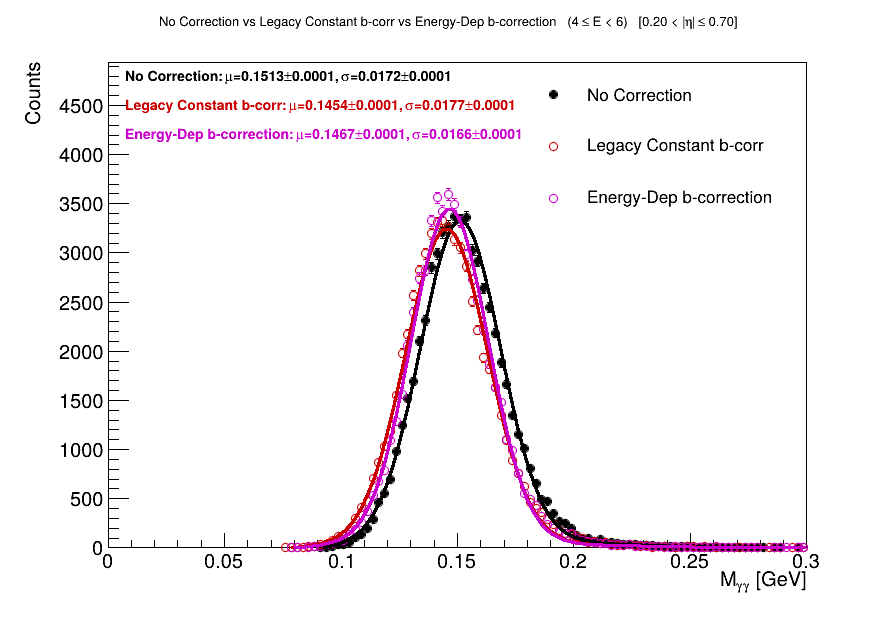 No Correction vs Legacy Constant b-corr vs Energy-Dep b-correction (4 ≤ E < 6) [0.20 < |η| ≤ 0.70]
Counts
No Correction: μ=0.1513±0.0001, σ=0.0172±0.0001
Legacy Constant b-corr: μ=0.1454±0.0001, σ=0.0177±0.0001
Energy-Dep b-correction: μ=0.1467±0.0001, σ=0.0166±0.0001
No Correction
Legacy Constant b-corr
Energy-Dep b-correction
4500
4000
3500
3000
2500
2000
1500
1000
500
0
0 0.05 0.1 0.15 0.2 0.25 0.3
Mγγ [GeV]